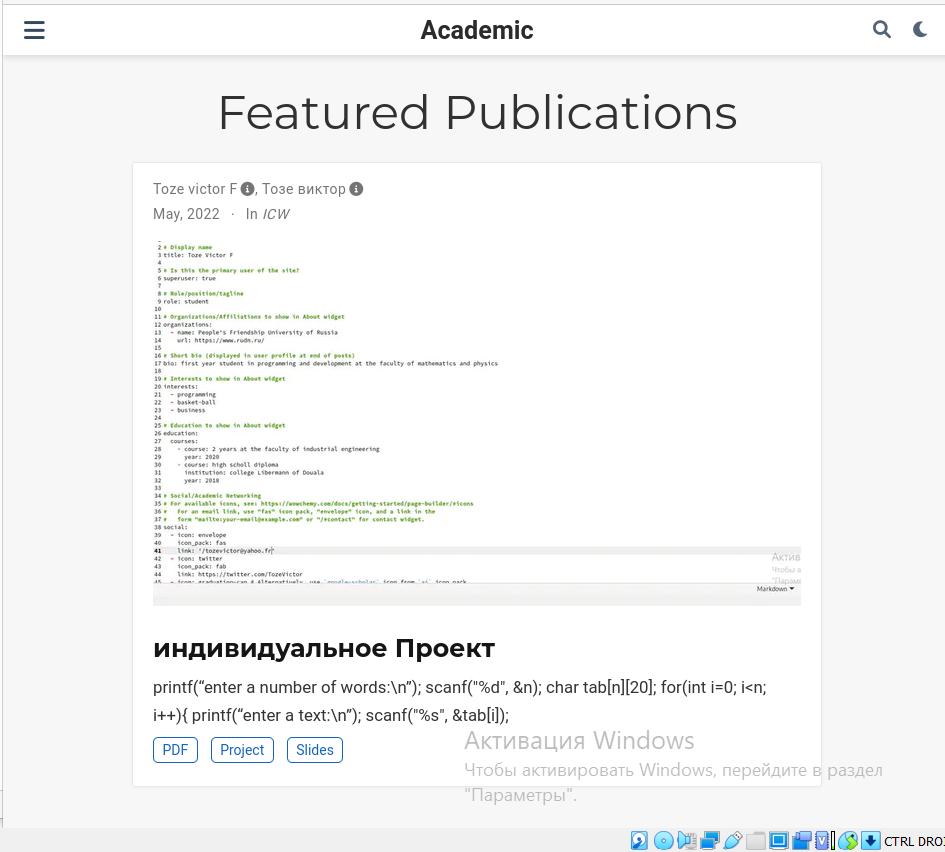 Academic
Featured Publications
Toze victor F, Тозе виктор
May, 2022 · In ICW
2 # Display name
3 title: Toze Victor F
4
5 # Is this the primary user of the site?
6 superuser: true
7
8 # Role/position/tagline
9 role: student
10
11 # Organizations/Affiliations to show in About widget
12 organizations:
13 - name: People's Friendship University of Russia
14 url: https://www.rudn.ru/
15
16 # Short bio (displayed in user profile at end of posts)
17 bio: first year student in programming and development at the faculty of mathematics and physics
18
19 # Interests to show in About widget
20 interests:
21 - programming
22 - basket-ball
23 - business
24
25 # Education to show in About widget
26 education:
27 courses:
28 - course: 2 years at the faculty of industrial engineering
29 year: 2020
30 - course: high scholl diploma
31 institution: college Libermann of Douala
32 year: 2018
33
34 # Social/Academic Networking
35 # For available icons, see: https://wowchemy.com/docs/getting-started/page-builder/#icons
36 # For an email link, use "fas" icon pack, "envelope" icon, and a link in the
37 # form "mailto:your-email@example.com" or "/#contact" for contact widget.
38 social:
39 - icon: envelope
40 icon_pack: fas
41 link: '/tozevictor@yahoo.fr'
42 - icon: twitter
43 icon_pack: fab
44 link: https://twitter.com/TozeVictor
45 - icon: graduation-cap # Alternatively, use `google-scholar` icon from `ai` icon pack
Актив
Чтобы а
"Парам
Markdown
индивидуальное Проект
printf(“enter a number of words:\n”); scanf("%d", &n); char tab[n][20]; for(int i=0; i<n;
i++){ printf(“enter a text:\n”); scanf("%s", &tab[i]);
PDF Project Slides
Активация Windows
Чтобы активировать Windows, перейдите в раздел
"Параметры".
CTRL DROI